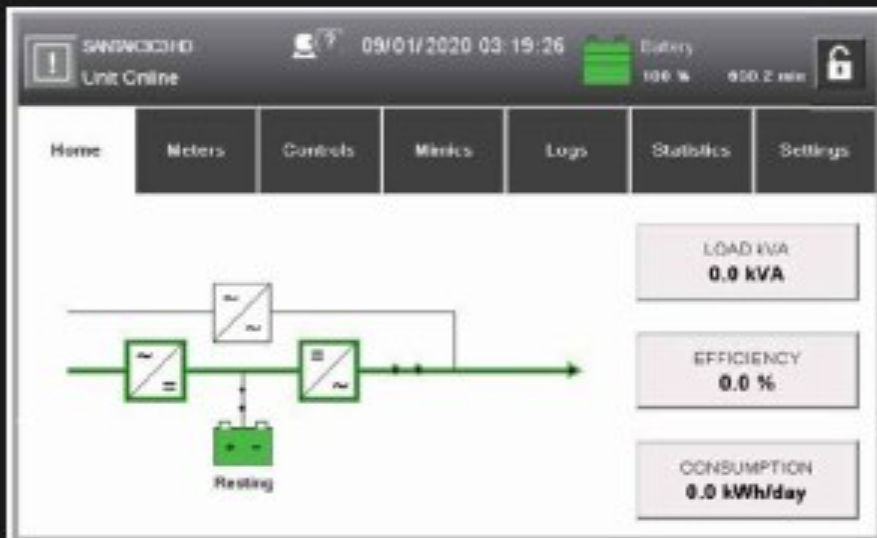 Unit Online
09/01/2020 03:19:26
Battery
100 %
Home
Meters
Controls
Mimics
Logs
Statistics
Settings
LOAD kVA
0.0 kVA
EFFICIENCY
0.0 %
CONSUMPTION
0.0 kWh/day
Resting